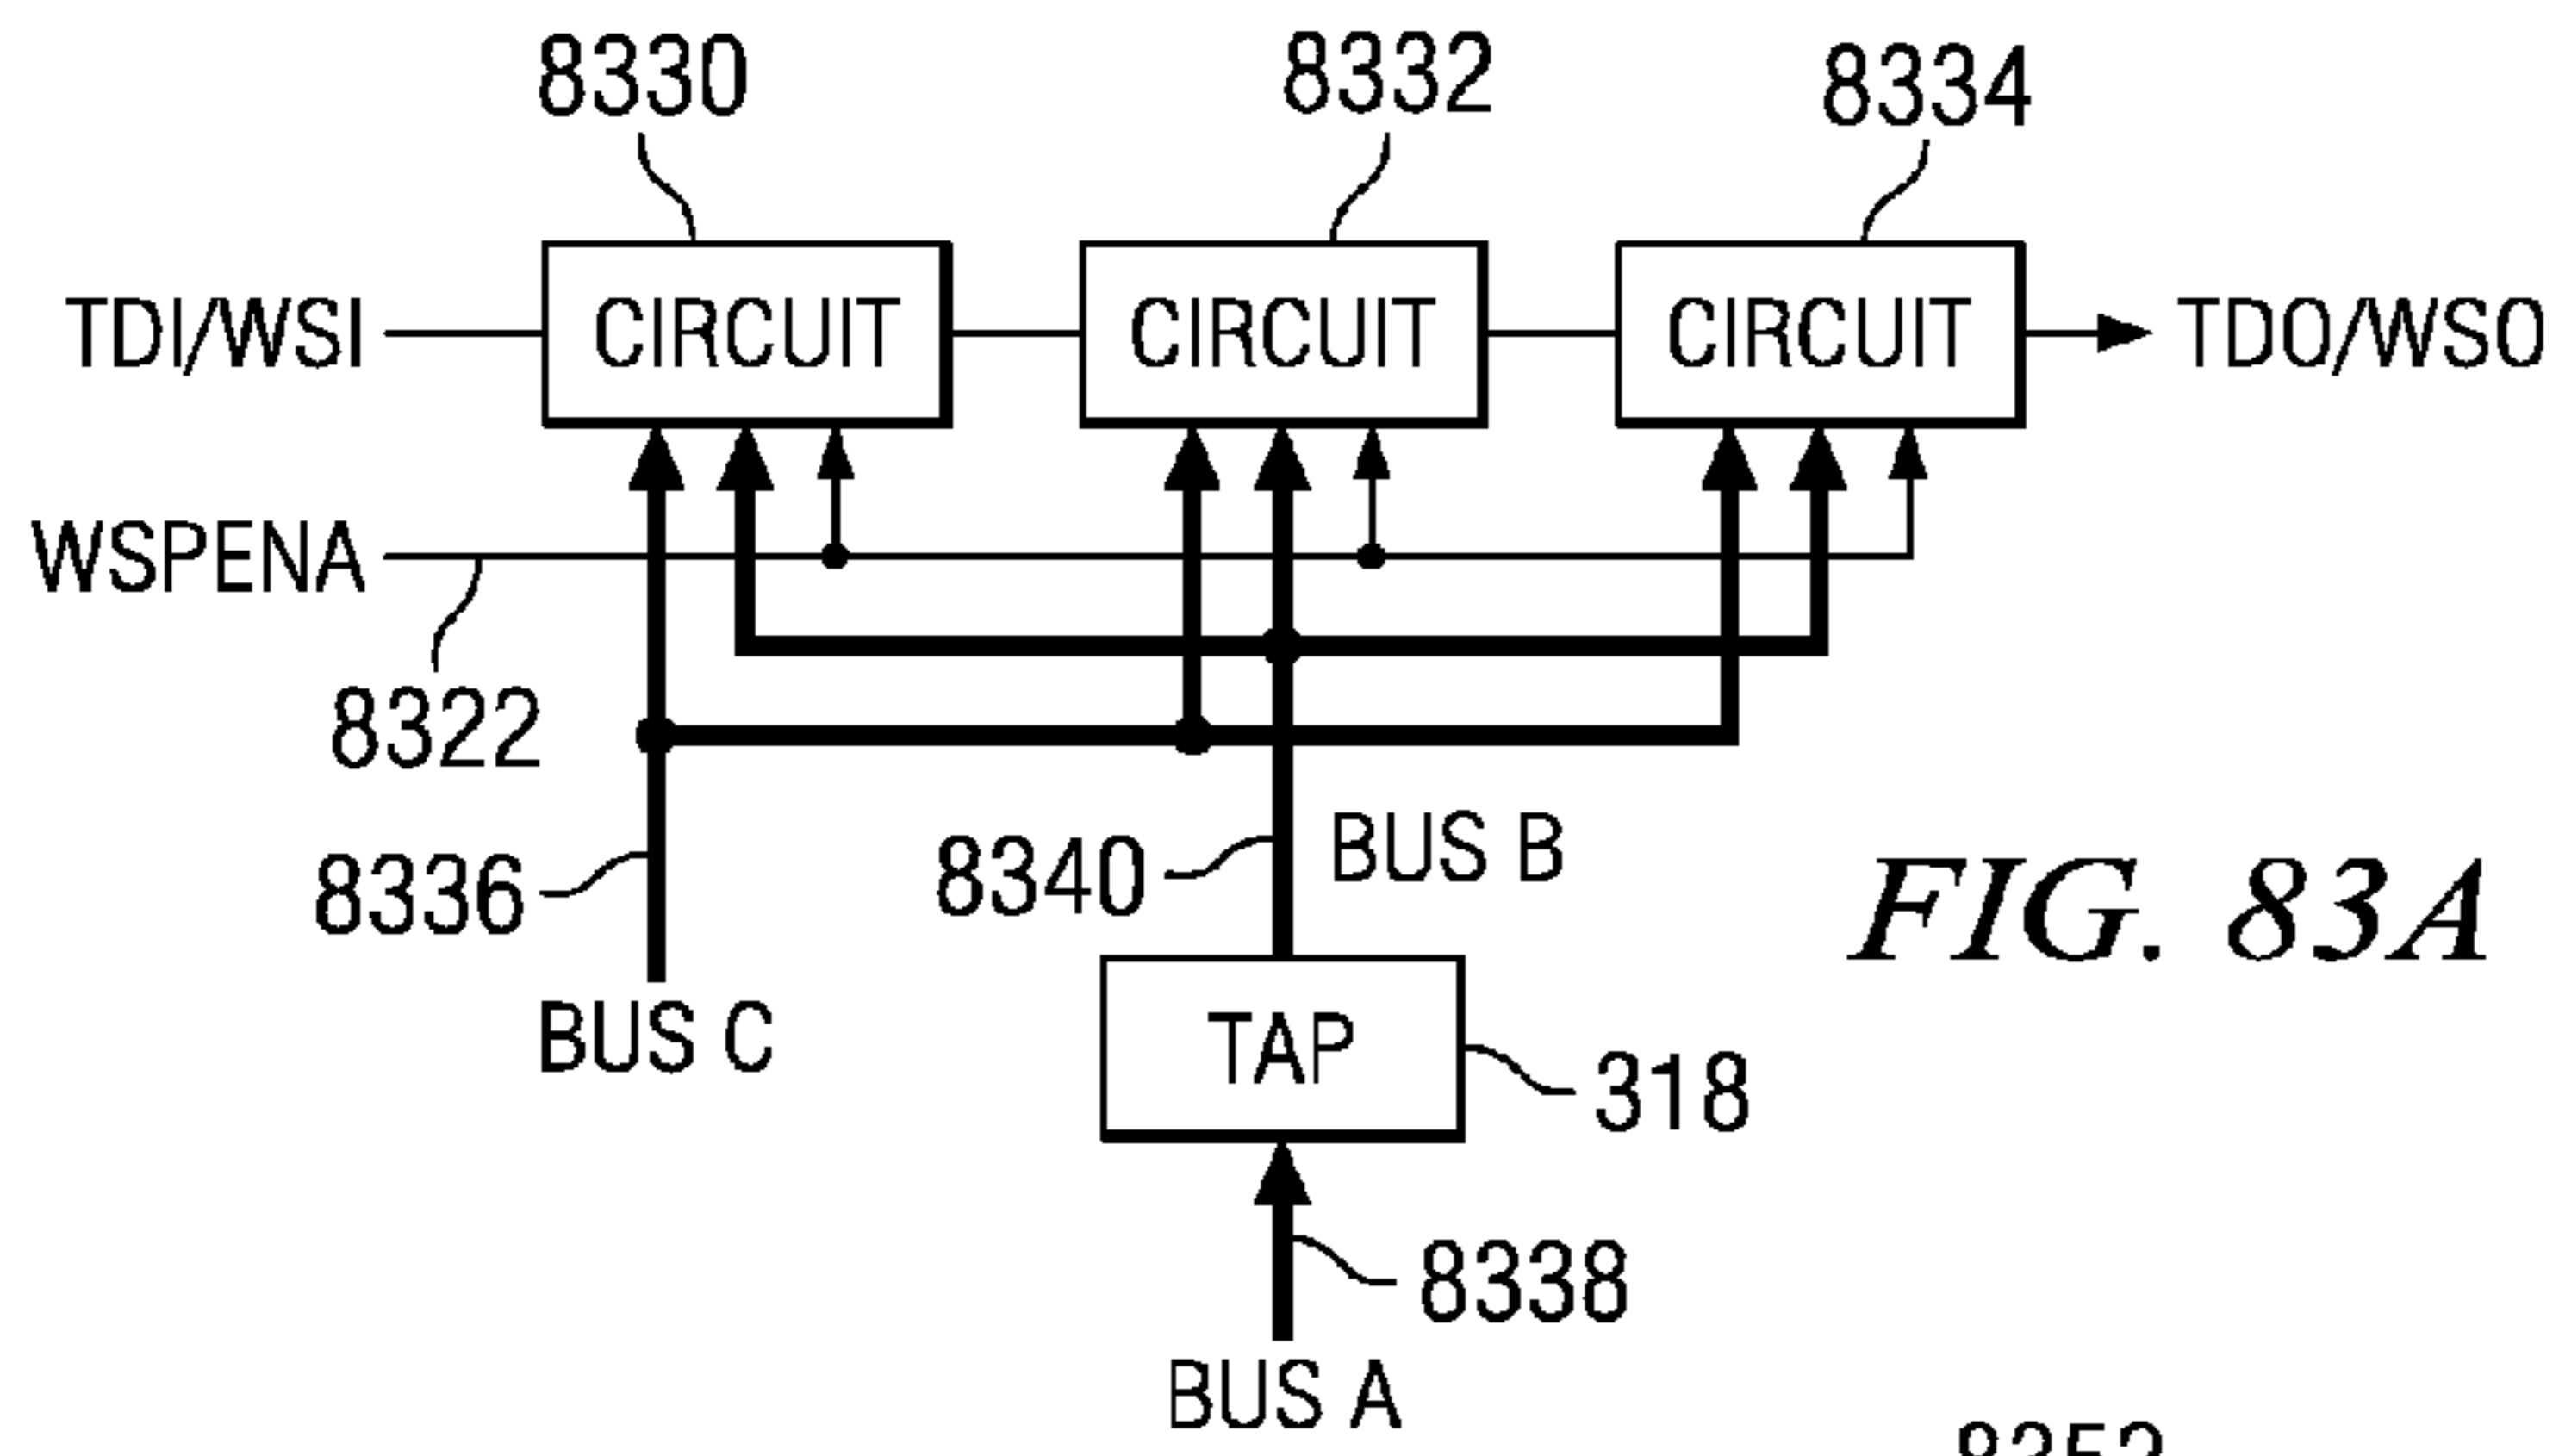 8330
8332
8334
TDI/WSI
CIRCUIT
CIRCUIT
CIRCUIT
TDO/WSO
WSPENA
8322
8336
8340
BUS B
FIG. 83A
BUS C
TAP
318
8338
BUS A